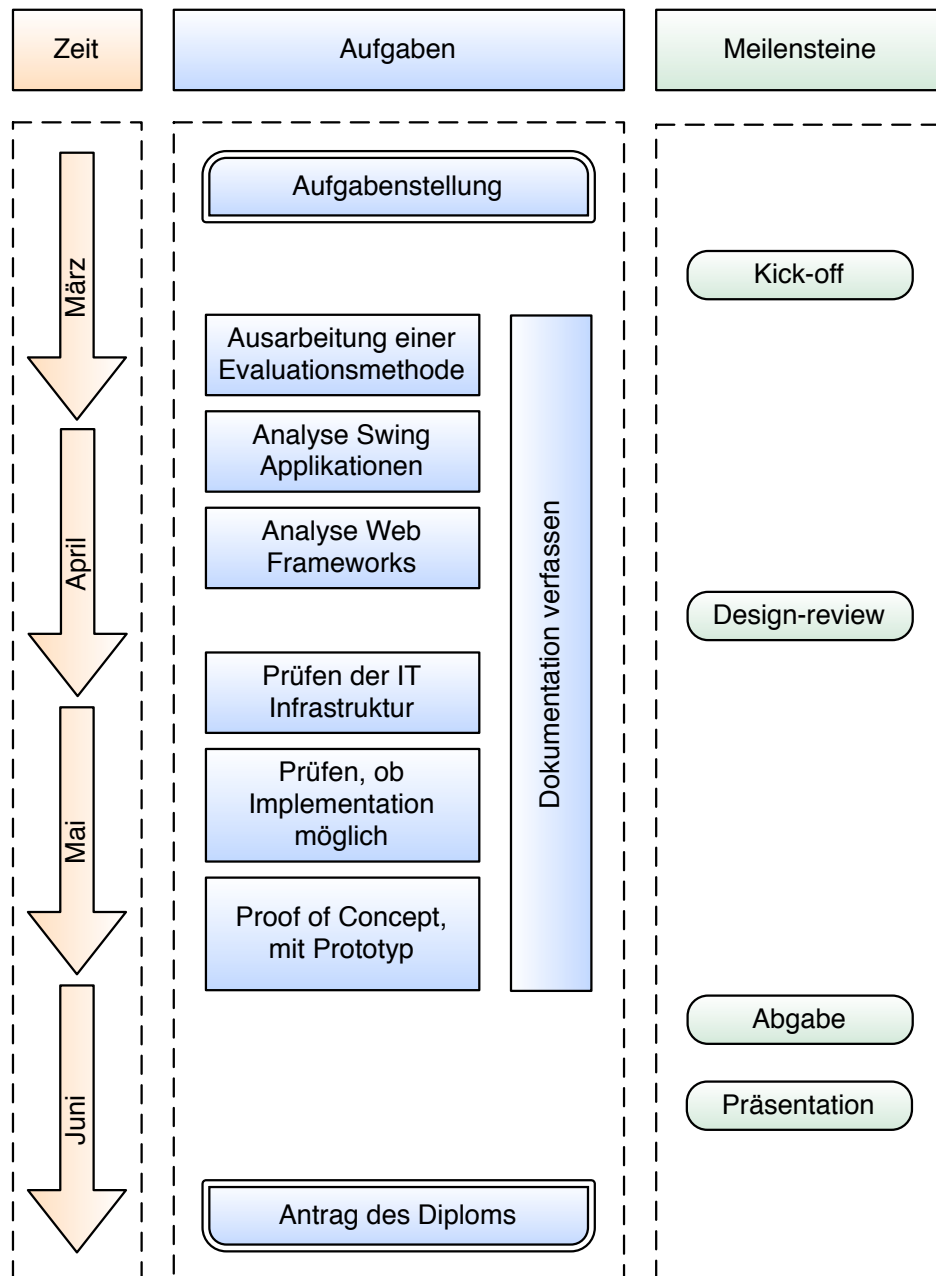 Zeit
Aufgaben
Meilensteine
Aufgabenstellung
Kick-off
März
Ausarbeitung einer
Evaluationsmethode
Analyse Swing
Applikationen
Analyse Web
Frameworks
April
Design-review
Dokumentation verfassen
Prüfen der IT
Infrastruktur
Prüfen, ob
Implementation
möglich
Mai
Proof of Concept,
mit Prototyp
Abgabe
Präsentation
Juni
Antrag des Diploms